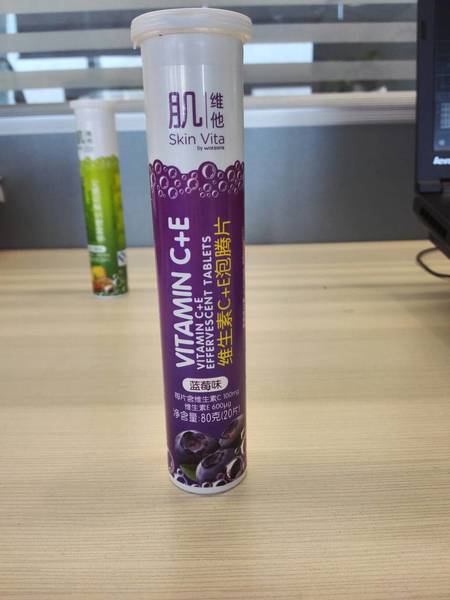 肌维他
Skin Vita
by watsons
VITAMIN C+E
VITAMIN C+E
EFFERVESCENT TABLETS
维生素C+E泡腾片
蓝莓味
每片含维生素C 100mg
维生素E 600μg
净含量:80克(20片)
Lenovo